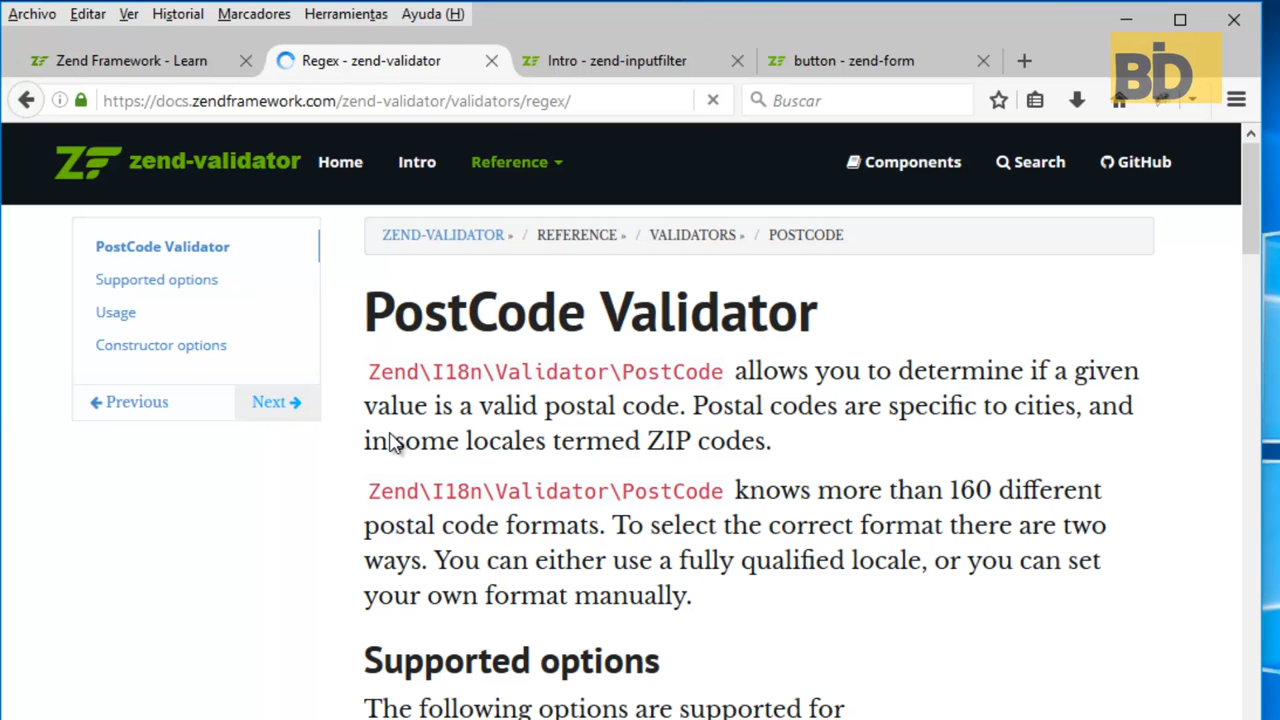 Archivo Editar Ver Historial Marcadores Herramientas Ayuda (H)
Zend Framework - Learn
Regex - zend-validator
Intro - zend-inputfilter
button - zend-form
BID
https://docs.zendframework.com/zend-validator/validators/regex/
Buscar
ZF zend-validator Home Intro Reference Components Search GitHub
PostCode Validator
Supported options
Usage
Constructor options
Previous Next
ZEND-VALIDATOR » / REFERENCE » / VALIDATORS » / POSTCODE
PostCode Validator
Zend\I18n\Validator\PostCode allows you to determine if a given
value is a valid postal code. Postal codes are specific to cities, and
in some locales termed ZIP codes.
Zend\I18n\Validator\PostCode knows more than 160 different
postal code formats. To select the correct format there are two
ways. You can either use a fully qualified locale, or you can set
your own format manually.
Supported options
The following options are supported for